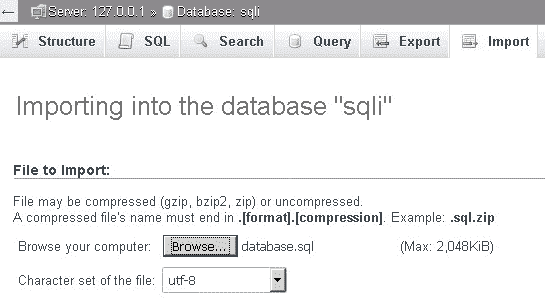 Server: 127.0.0.1 » Database: sqli
Structure SQL Search Query Export Import
Importing into the database "sqli"
File to Import:
File may be compressed (gzip, bzip2, zip) or uncompressed.
A compressed file's name must end in .[format].[compression]. Example: .sql.zip
Browse your computer: Browse... database.sql (Max: 2,048KiB)
Character set of the file: utf-8